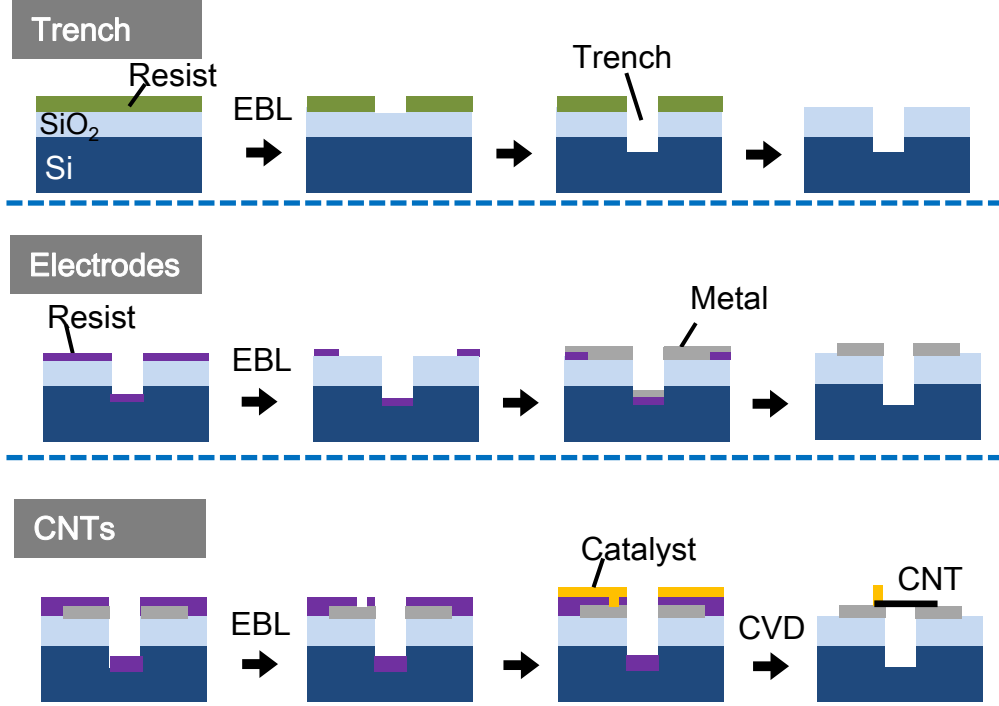 Trench
Resist
Trench
EBL
SiO₂
Si
Electrodes
Resist
Metal
EBL
CNTs
Catalyst
CNT
EBL
CVD